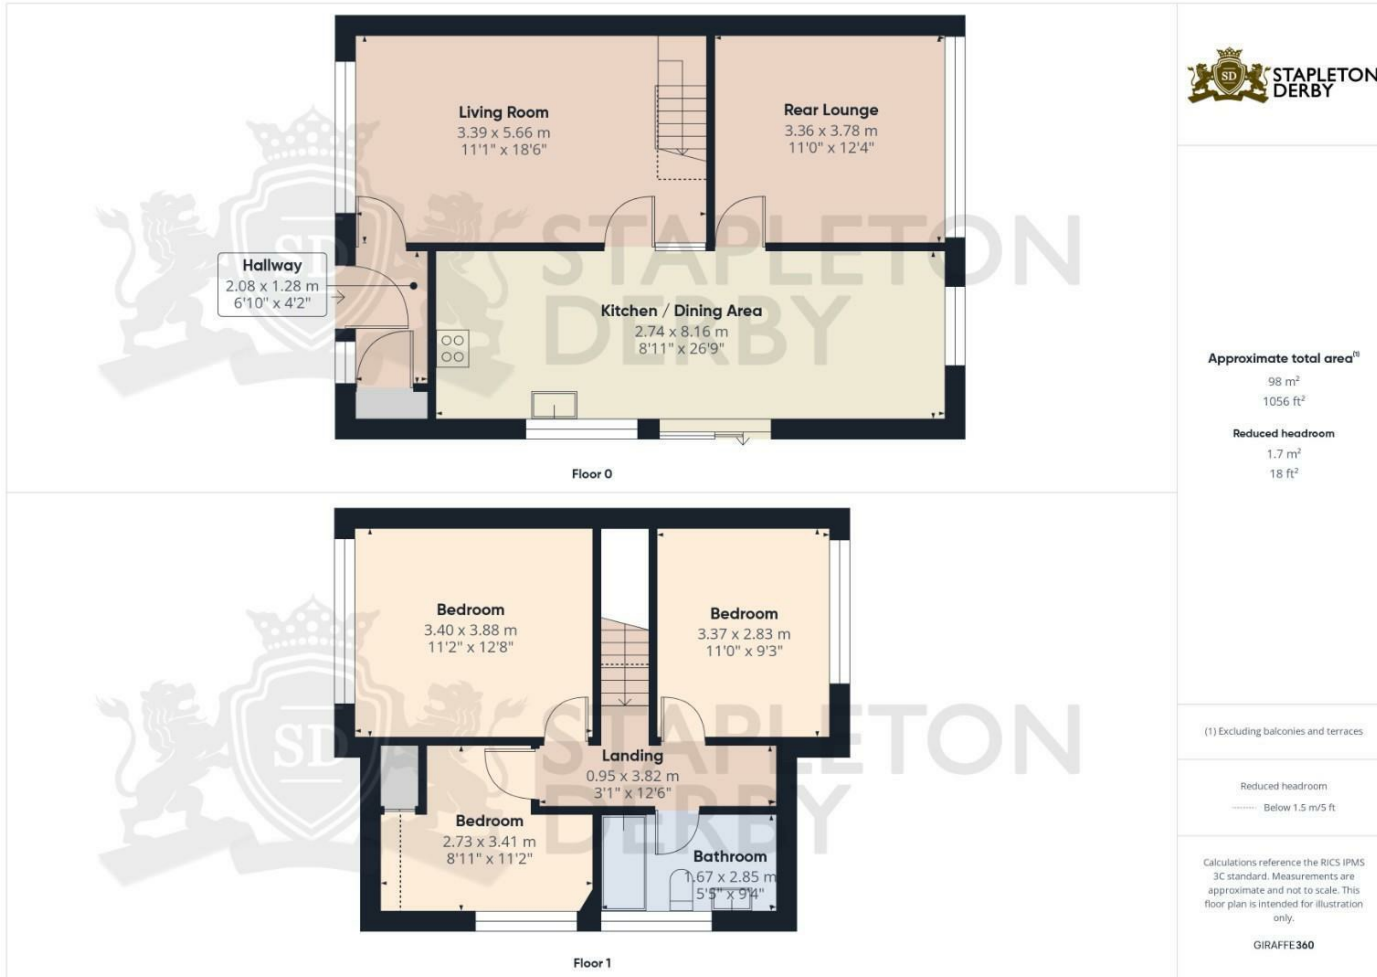 Living Room
3.39 x 5.66 m
11'1" x 18'6"
Rear Lounge
3.36 x 3.78 m
11'0" x 12'4"
Hallway
2.08 x 1.28 m
6'10" x 4'2"
Kitchen / Dining Area
2.74 x 8.16 m
8'11" x 26'9"
SD
STAPLETON
DERBY
Floor 0
Bedroom
3.40 x 3.88 m
11'2" x 12'8"
Bedroom
3.37 x 2.83 m
11'0" x 9'3"
Landing
0.95 x 3.82 m
3'1" x 12'6"
Bedroom
2.73 x 3.41 m
8'11" x 11'2"
Bathroom
1.67 x 2.85 m
5'5" x 9'4"
SD
STAPLETON
DERBY
Floor 1
SD
STAPLETON
DERBY
Approximate total area(1)
98 m²
1056 ft²
Reduced headroom
1.7 m²
18 ft²
(1) Excluding balconies and terraces
Reduced headroom
Below 1.5 m/5 ft
Calculations reference the RICS IPMS
3C standard. Measurements are
approximate and not to scale. This
floor plan is intended for illustration
only.
GIRAFFE360